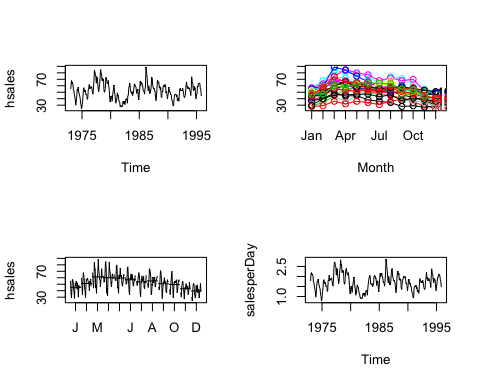 hsales
70
30
1975 1985 1995
Time
70
30
Jan Apr Jul Oct
Month
hsales
70
30
J M J A O D
salesperDay
2.5
1.0
1975 1985 1995
Time